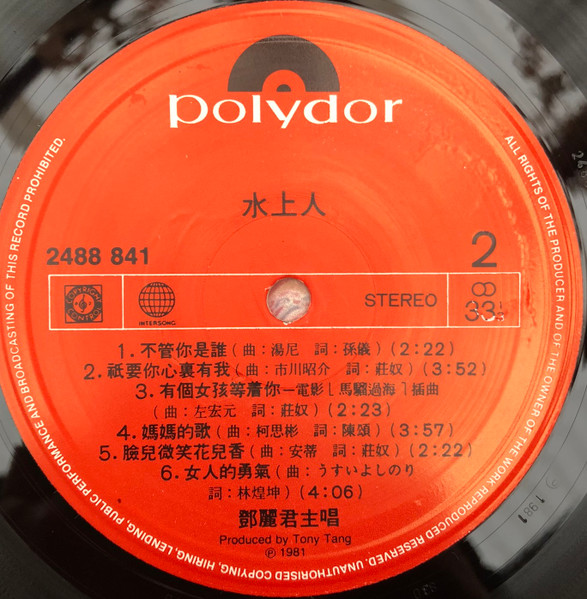 polydor
水上人
2488 841
2
COPYRIGHT CONTROL
INTERSONG
STEREO
33⅓
1. 不管你是誰(曲:湯尼 詞:孫儀)(2:22)
2. 祇要你心裏有我(曲:市川昭介 詞:莊奴)(3:52)
3. 有個女孩等着你—電影「馬騮過海」插曲
(曲:左宏元 詞:莊奴)(2:23)
4. 媽媽的歌(曲:柯思彬 詞:陳頌)(3:57)
5. 臉兒微笑花兒香(曲:安蒂 詞:莊奴)(2:22)
6. 女人的勇氣(曲:うすいよしのり
詞:林煌坤)(4:06)
鄧麗君主唱
Produced by Tony Tang
℗ 1981
ALL RIGHTS OF THE PRODUCER AND OF THE OWNER OF THE WORK REPRODUCED RESERVED. UNAUTHORISED COPYING, HIRING, LENDING, PUBLIC PERFORMANCE AND BROADCASTING OF THIS RECORD PROHIBITED.
1981